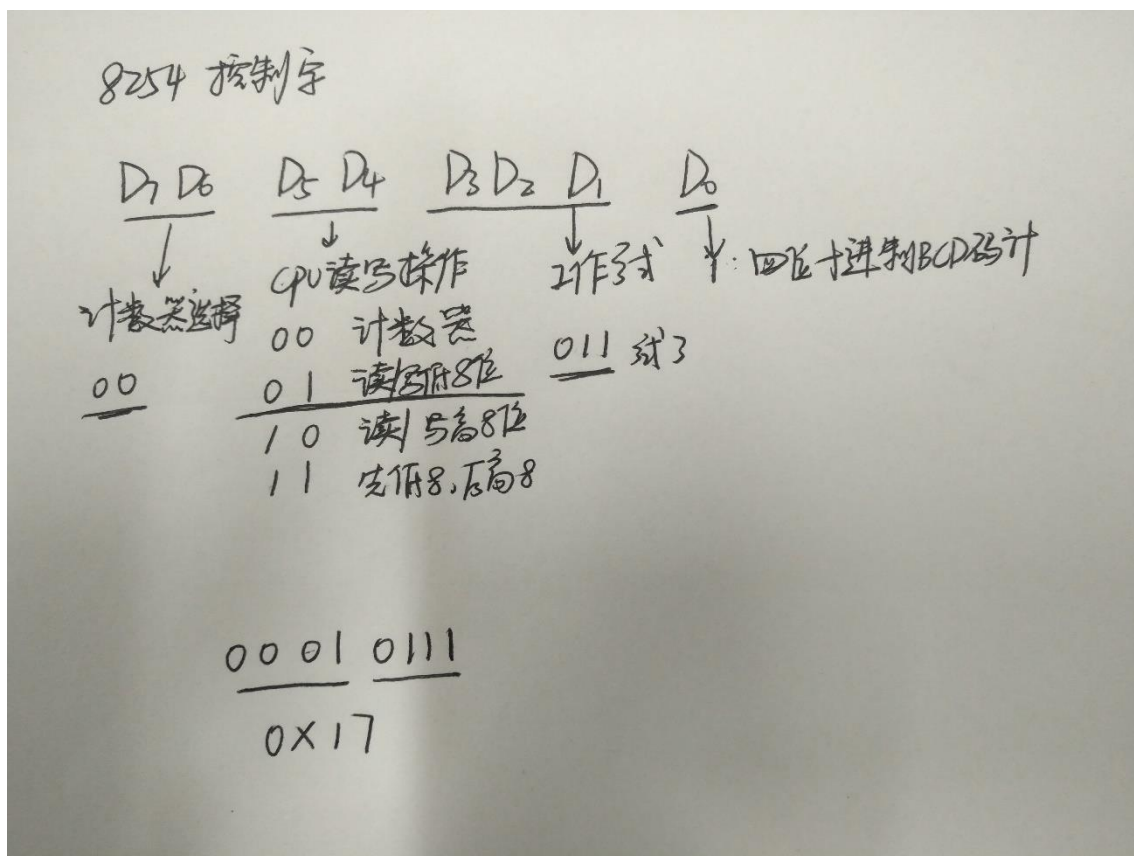 8254 控制字
D7 D6 D5 D4 D3 D2 D1 D0
计数器选择
CPU读写操作
工作方式
1: 四位十进制BCD码计
00
00 计数器
01 读/写低8位
10 读/写高8位
11 先低8,后高8
011 方式3
0001 0111
0X17